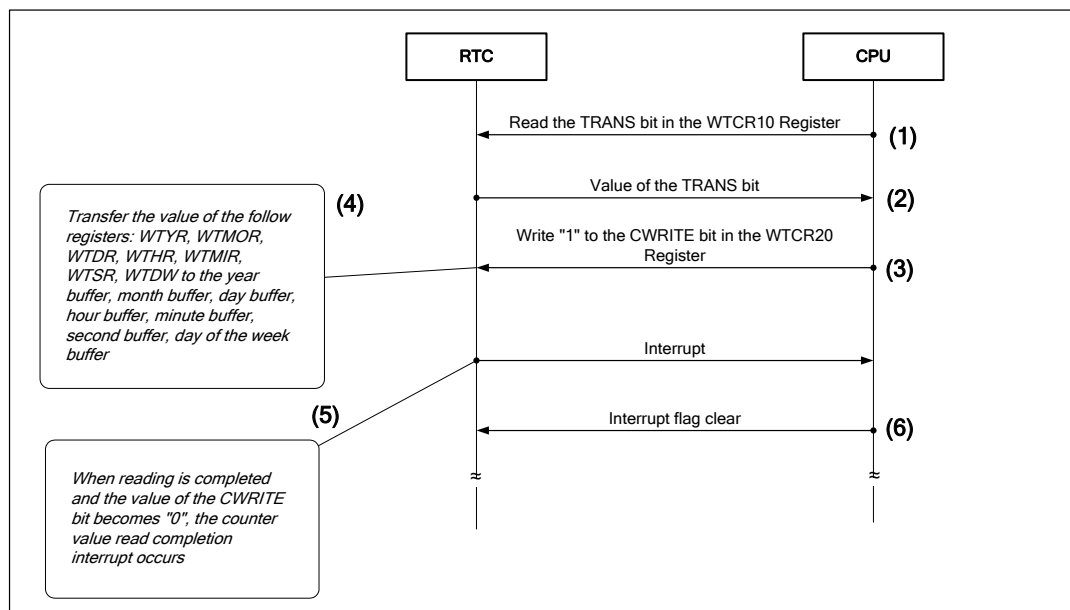 RTC
CPU
Read the TRANS bit in the WTCR10 Register
(1)
Value of the TRANS bit
(2)
(4)
Transfer the value of the follow
registers: WTYR, WTMOR,
WTDR, WTHR, WTMIR,
WTSR, WTDW to the year
buffer, month buffer, day buffer,
hour buffer, minute buffer,
second buffer, day of the week
buffer
Write "1" to the CWRITE bit in the WTCR20
Register
(3)
Interrupt
(5)
Interrupt flag clear
(6)
When reading is completed
and the value of the CWRITE
bit becomes "0", the counter
value read completion
interrupt occurs